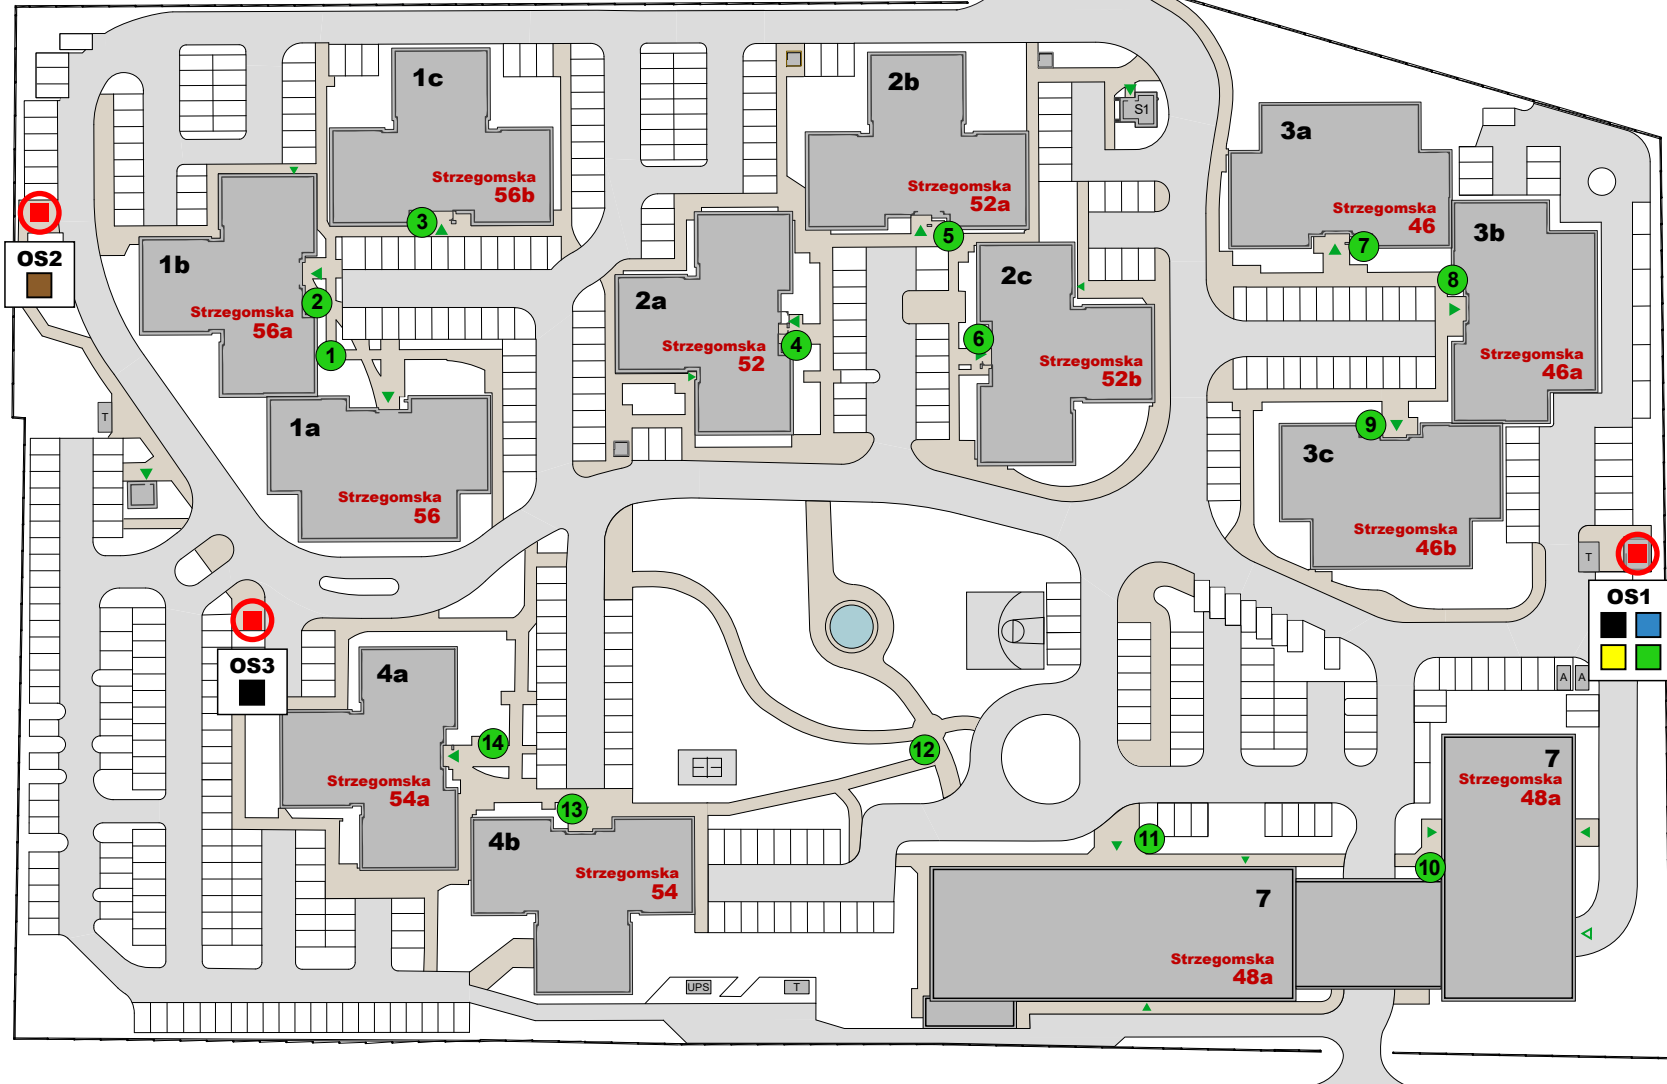 1c
Strzegomska
56b
3
2b
Strzegomska
52a
5
S1
3a
Strzegomska
46
7
OS2
1b
Strzegomska
56a
2
1
2a
Strzegomska
52
4
2c
6
Strzegomska
52b
8
3b
Strzegomska
46a
T
1a
Strzegomska
56
9
3c
Strzegomska
46b
T
OS1
A
A
OS3
4a
Strzegomska
54a
14
12
13
4b
Strzegomska
54
11
10
7
Strzegomska
48a
7
Strzegomska
48a
UPS
T